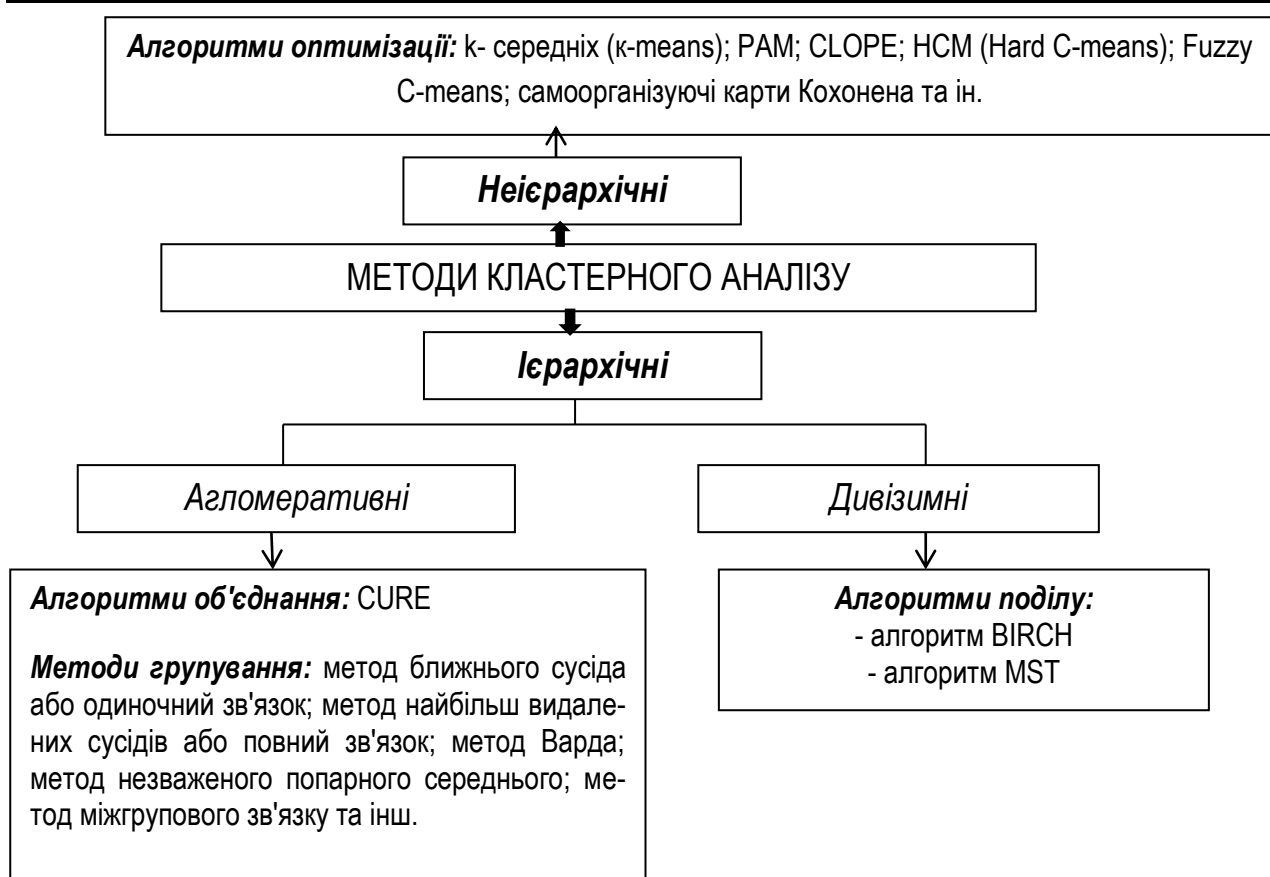 Алгоритми оптимізації: k- середніх (к-means); PAM; CLOPE; HCM (Hard C-means); Fuzzy
C-means; самоорганізуючі карти Кохонена та ін.
Неієрархічні
МЕТОДИ КЛАСТЕРНОГО АНАЛІЗУ
Ієрархічні
Агломеративні
Дивізимні
Алгоритми об'єднання: CURE
Методи групування: метод ближнього сусіда
або одиночний зв'язок; метод найбільш видале-
них сусідів або повний зв'язок; метод Варда;
метод незваженого попарного середнього; ме-
тод міжгрупового зв'язку та інш.
Алгоритми поділу:
- алгоритм BIRCH
- алгоритм MST